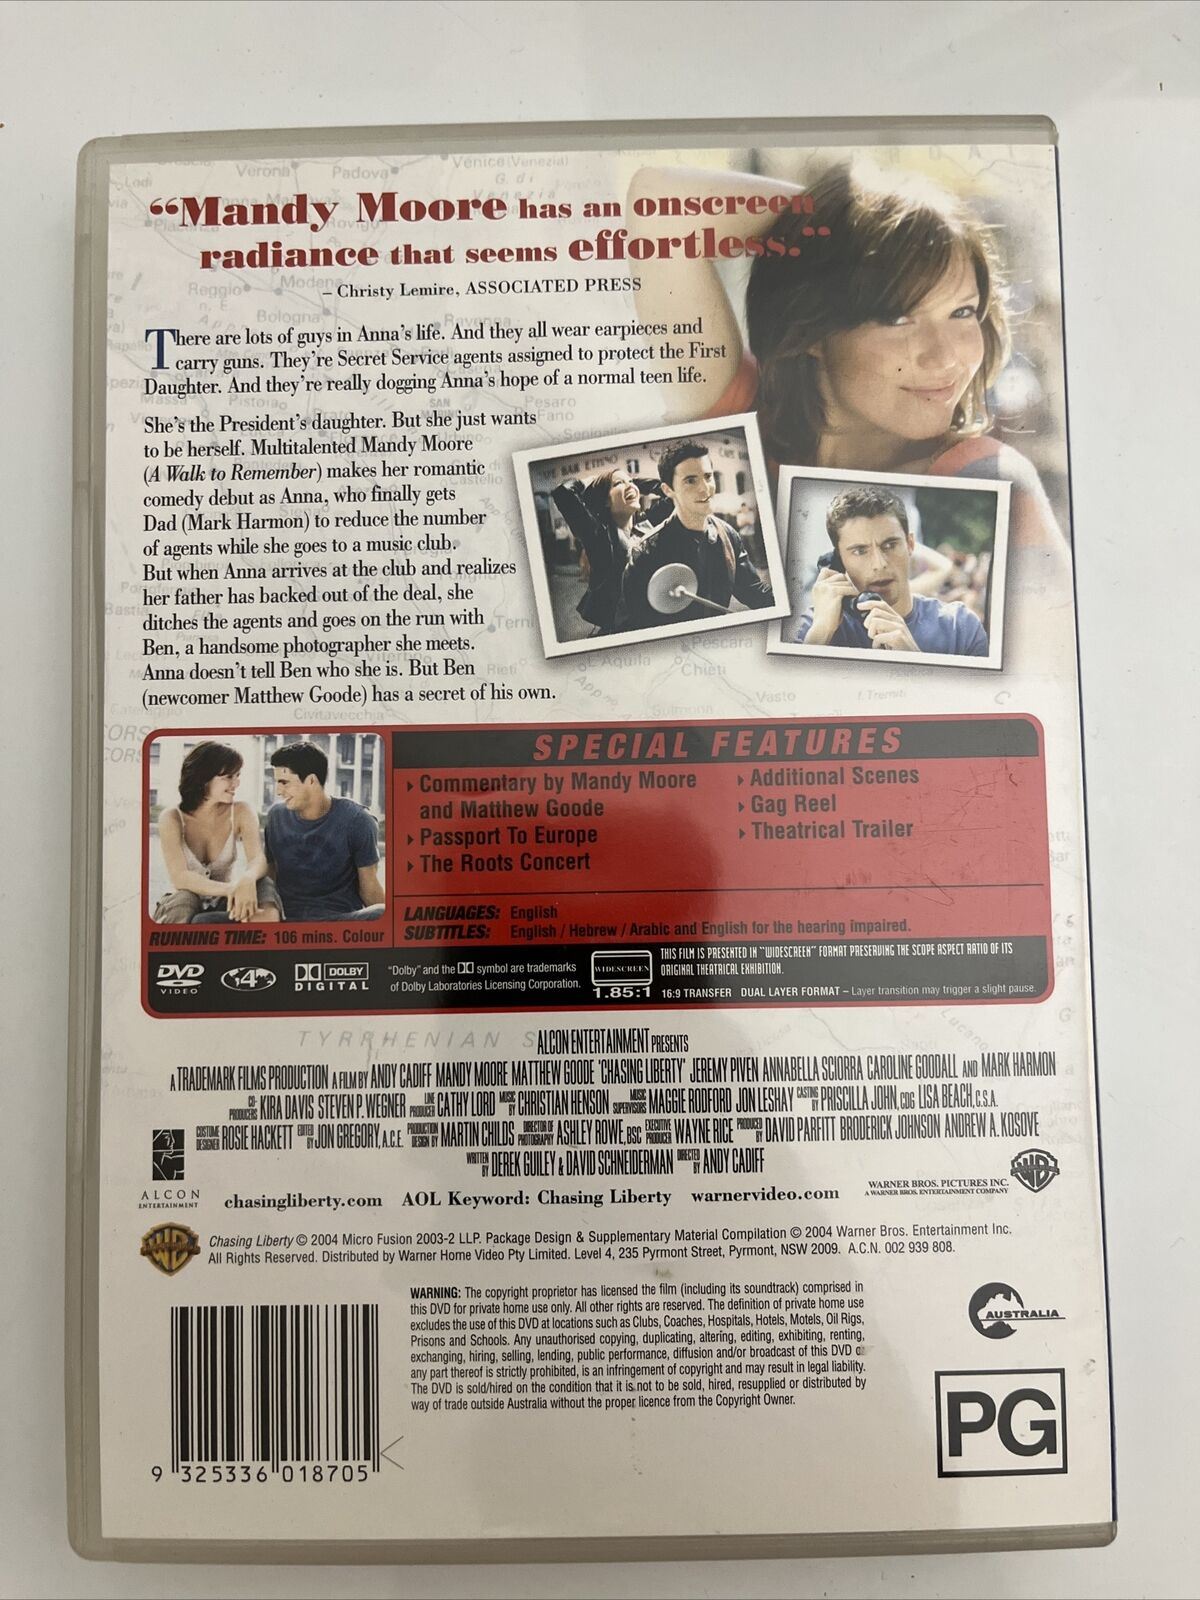 “Mandy Moore has an onscreen
radiance that seems effortless.”
– Christy Lemire, ASSOCIATED PRESS
There are lots of guys in Anna's life. And they all wear earpieces and
carry guns. They're Secret Service agents assigned to protect the First
Daughter. And they're really dogging Anna's hope of a normal teen life.
She's the President's daughter. But she just wants
to be herself. Multitalented Mandy Moore
(A Walk to Remember) makes her romantic
comedy debut as Anna, who finally gets
Dad (Mark Harmon) to reduce the number
of agents while she goes to a music club.
But when Anna arrives at the club and realizes
her father has backed out of the deal, she
ditches the agents and goes on the run with
Ben, a handsome photographer she meets.
Anna doesn't tell Ben who she is. But Ben
(newcomer Matthew Goode) has a secret of his own.
Verona
Padova
Venice (Venezia)
G. di
Venezia
Rovigo
Reggio
Modena
Bologna
Ravenna
Pistoia
Pesaro
Fano
Senigallia
Terni
Viterbo
Rieti
L'Aquila
Pescara
Chieti
Vasto
I. Tremiti
Sulmona
Civitavecchia
SPECIAL FEATURES
Commentary by Mandy Moore
and Matthew Goode
Passport To Europe
The Roots Concert
Additional Scenes
Gag Reel
Theatrical Trailer
LANGUAGES: English
SUBTITLES: English / Hebrew / Arabic and English for the hearing impaired.
RUNNING TIME: 106 mins. Colour
DVD
VIDEO
4
DOLBY
DIGITAL
“Dolby” and the DD symbol are trademarks
of Dolby Laboratories Licensing Corporation.
WIDESCREEN
1.85:1
THIS FILM IS PRESENTED IN “WIDESCREEN” FORMAT PRESERVING THE SCOPE ASPECT RATIO OF ITS
ORIGINAL THEATRICAL EXHIBITION.
16:9 TRANSFER DUAL LAYER FORMAT – Layer transition may trigger a slight pause.
TYRRHENIAN S
ALCON ENTERTAINMENT PRESENTS
A TRADEMARK FILMS PRODUCTION A FILM BY ANDY CADIFF MANDY MOORE MATTHEW GOODE 'CHASING LIBERTY' JEREMY PIVEN ANNABELLA SCIORRA CAROLINE GOODALL AND MARK HARMON
CO-PRODUCERS KIRA DAVIS STEVEN P. WEGNER LINE PRODUCER CATHY LORD MUSIC BY CHRISTIAN HENSON MUSIC SUPERVISORS MAGGIE RODFORD JON LESHAY CASTING BY PRISCILLA JOHN, CDG LISA BEACH, C.S.A.
COSTUME DESIGNER ROSIE HACKETT EDITED BY JON GREGORY, A.C.E. PRODUCTION DESIGN BY MARTIN CHILDS DIRECTOR OF PHOTOGRAPHY ASHLEY ROWE, BSC EXECUTIVE PRODUCER WAYNE RICE PRODUCED BY DAVID PARFITT BRODERICK JOHNSON ANDREW A. KOSOVE
WRITTEN BY DEREK GUILEY & DAVID SCHNEIDERMAN DIRECTED BY ANDY CADIFF
ALCON
ENTERTAINMENT
chasingliberty.com AOL Keyword: Chasing Liberty warnervideo.com
WARNER BROS. PICTURES INC.
A WARNER BROS. ENTERTAINMENT COMPANY
WB
Chasing Liberty © 2004 Micro Fusion 2003-2 LLP. Package Design & Supplementary Material Compilation © 2004 Warner Bros. Entertainment Inc.
All Rights Reserved. Distributed by Warner Home Video Pty Limited. Level 4, 235 Pyrmont Street, Pyrmont, NSW 2009. A.C.N. 002 939 808.
WARNING: The copyright proprietor has licensed the film (including its soundtrack) comprised in
this DVD for private home use only. All other rights are reserved. The definition of private home use
excludes the use of this DVD at locations such as Clubs, Coaches, Hospitals, Hotels, Motels, Oil Rigs,
Prisons and Schools. Any unauthorised copying, duplicating, altering, editing, exhibiting, renting,
exchanging, hiring, selling, lending, public performance, diffusion and/or broadcast of this DVD or
any part thereof is strictly prohibited, is an infringement of copyright and may result in legal liability.
The DVD is sold/hired on the condition that it is not to be sold, hired, resupplied or distributed by
way of trade outside Australia without the proper licence from the Copyright Owner.
9 325336 018705
AUSTRALIA
PG